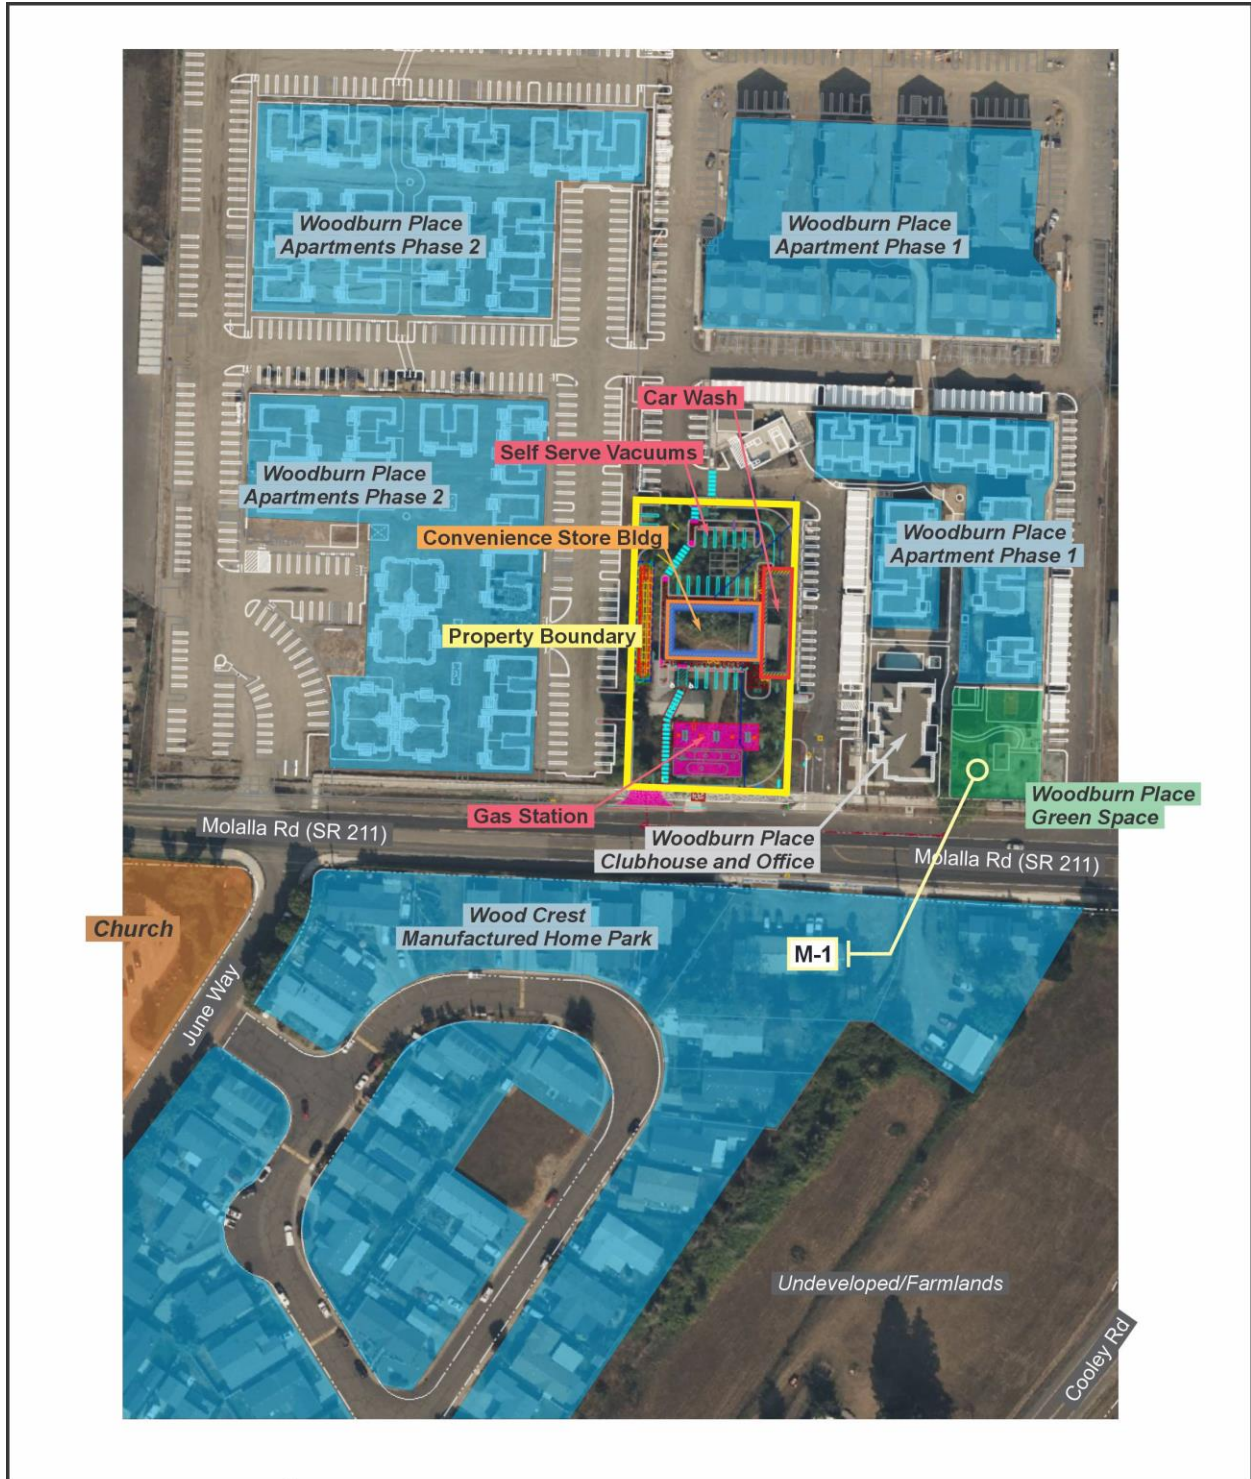 Woodburn Place
Apartments Phase 2
Woodburn Place
Apartment Phase 1
Car Wash
Self Serve Vacuums
Woodburn Place
Apartments Phase 2
Convenience Store Bldg
Woodburn Place
Apartment Phase 1
Property Boundary
Woodburn Place
Green Space
Gas Station
Molalla Rd (SR 211)
Woodburn Place
Clubhouse and Office
Molalla Rd (SR 211)
Church
Wood Crest
Manufactured Home Park
M-1
June Way
Undeveloped/Farmlands
Cooley Rd